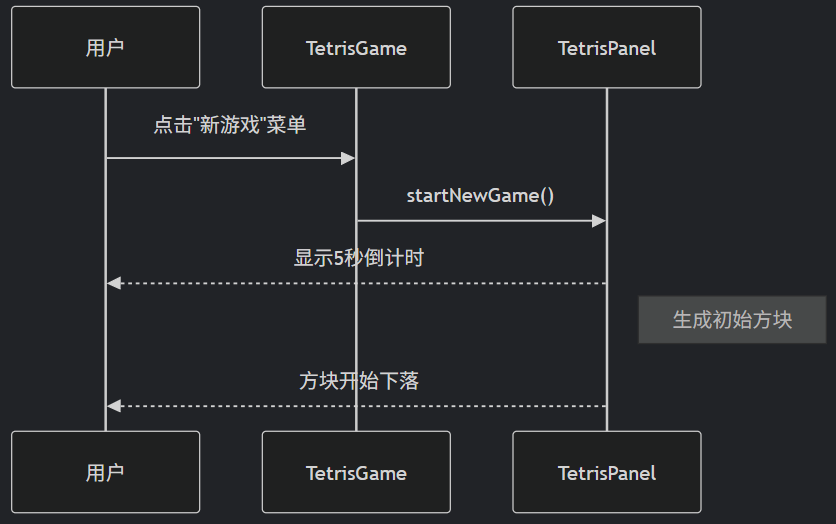 用户
TetrisGame
TetrisPanel
点击"新游戏"菜单
startNewGame()
显示5秒倒计时
生成初始方块
方块开始下落
用户
TetrisGame
TetrisPanel